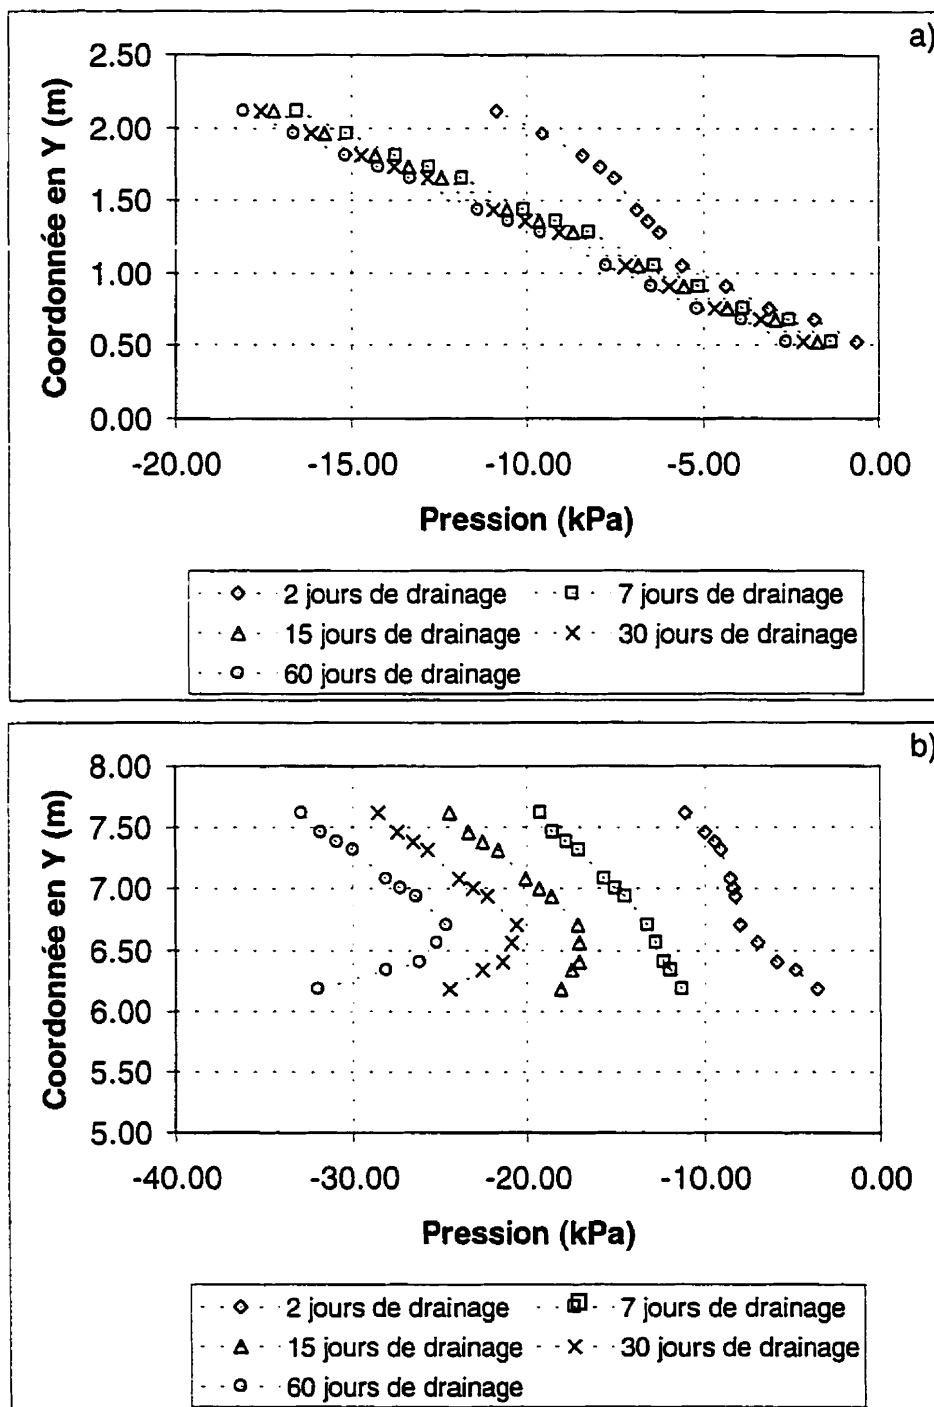 a)
Coordonnée en Y (m)
2.50
2.00
1.50
1.00
0.50
0.00
-20.00 -15.00 -10.00 -5.00 0.00
Pression (kPa)
2 jours de drainage 7 jours de drainage
15 jours de drainage 30 jours de drainage
60 jours de drainage
b)
Coordonnée en Y (m)
8.00
7.50
7.00
6.50
6.00
5.50
5.00
-40.00 -30.00 -20.00 -10.00 0.00
Pression (kPa)
2 jours de drainage 7 jours de drainage
15 jours de drainage 30 jours de drainage
60 jours de drainage